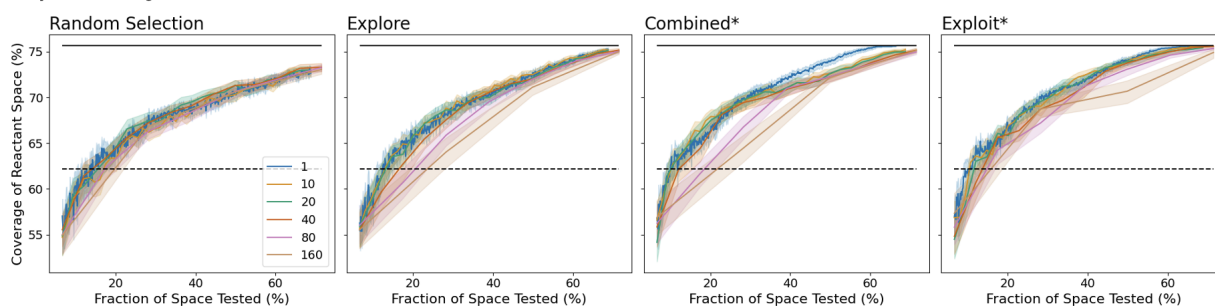 Random Selection
Explore
Combined*
Exploit*
Coverage of Reactant Space (%)
75
70
65
60
55
1
10
20
40
80
160
20 40 60
20 40 60
20 40 60
20 40 60
Fraction of Space Tested (%)
Fraction of Space Tested (%)
Fraction of Space Tested (%)
Fraction of Space Tested (%)